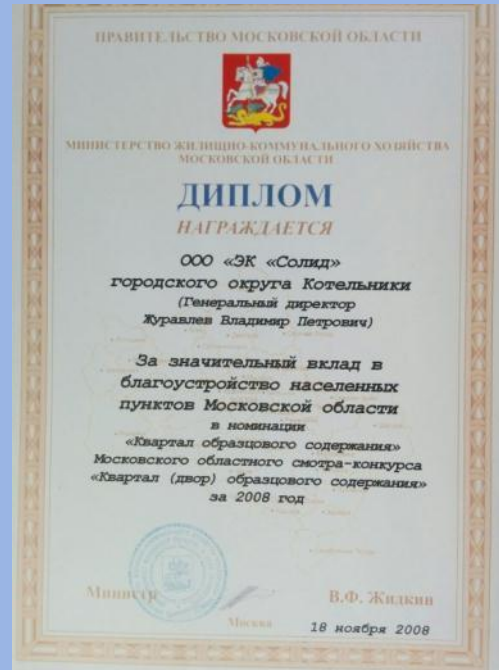 ПРАВИТЕЛЬСТВО МОСКОВСКОЙ ОБЛАСТИ
МИНИСТЕРСТВО ЖИЛИЩНО-КОММУНАЛЬНОГО ХОЗЯЙСТВА
МОСКОВСКОЙ ОБЛАСТИ
ДИПЛОМ
НАГРАЖДАЕТСЯ
ООО «ЭК «Солид»
городского округа Котельники
(Генеральный директор
Журавлев Владимир Петрович)
За значительный вклад в
благоустройство населенных
пунктов Московской области
в номинации
«Квартал образцового содержания»
Московского областного смотра-конкурса
«Квартал (двор) образцового содержания»
за 2008 год
Министр В.Ф. Жидкин
Москва
18 ноября 2008